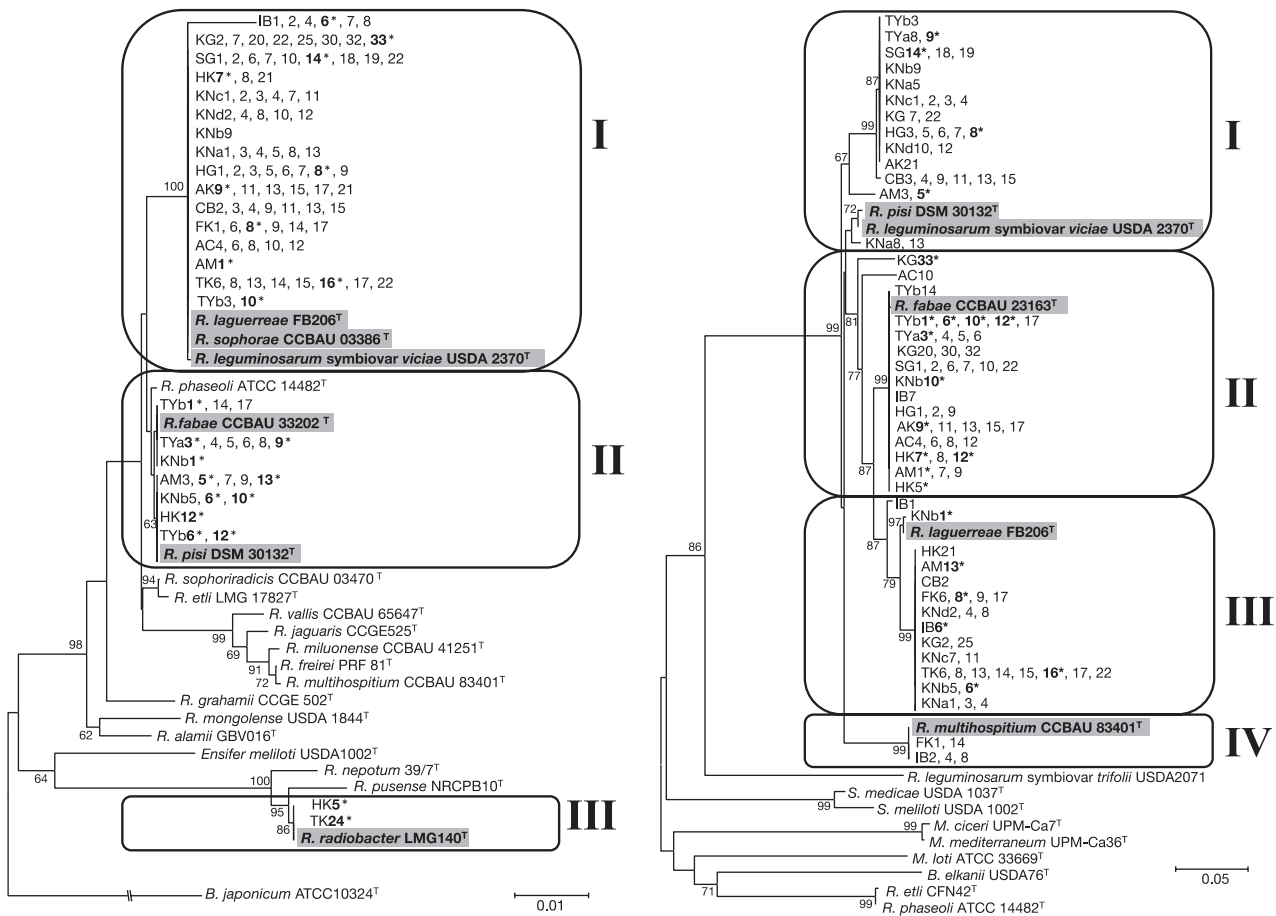 IB1, 2, 4, 6*, 7, 8
KG2, 7, 20, 22, 25, 30, 32, 33*
SG1, 2, 6, 7, 10, 14*, 18, 19, 22
HK7*, 8, 21
KNc1, 2, 3, 4, 7, 11
KNd2, 4, 8, 10, 12
KNb9
KNa1, 3, 4, 5, 8, 13
HG1, 2, 3, 5, 6, 7, 8*, 9
100
AK9*, 11, 13, 15, 17, 21
CB2, 3, 4, 9, 11, 13, 15
FK1, 6, 8*, 9, 14, 17
AC4, 6, 8, 10, 12
AM1*
TK6, 8, 13, 14, 15, 16*, 17, 22
TYb3, 10*
R. laguerreae FB206T
R. sophorae CCBAU 03386T
R. leguminosarum symbiovar viciae USDA 2370T
I
R. phaseoli ATCC 14482T
TYb1*, 14, 17
R.fabae CCBAU 33202 T
TYa3*, 4, 5, 6, 8, 9*
KNb1*
AM3, 5*, 7, 9, 13*
KNb5, 6*, 10*
HK12*
63
TYb6*, 12*
R. pisi DSM 30132T
II
94
R. sophoriradicis CCBAU 03470T
R. etli LMG 17827T
R. vallis CCBAU 65647T
99
R. jaguaris CCGE525T
69
R. miluonense CCBAU 41251T
91
R. freirei PRF 81T
72
R. multihospitium CCBAU 83401T
98
R. grahamii CCGE 502T
R. mongolense USDA 1844T
62
R. alamii GBV016T
Ensifer meliloti USDA1002T
64
R. nepotum 39/7T
100
R. pusense NRCPB10T
95
HK5*
TK24*
86
R. radiobacter LMG140T
III
B. japonicum ATCC10324T
0.01
TYb3
TYa8, 9*
SG14*, 18, 19
KNb9
87
KNa5
KNc1, 2, 3, 4
KG 7, 22
99
HG3, 5, 6, 7, 8*
KNd10, 12
AK21
67
CB3, 4, 9, 11, 13, 15
AM3, 5*
72
R. pisi DSM 30132T
R. leguminosarum symbiovar viciae USDA 2370T
KNa8, 13
I
KG33*
AC10
TYb14
R. fabae CCBAU 23163T
81
TYb1*, 6*, 10*, 12*, 17
99
TYa3*, 4, 5, 6
KG20, 30, 32
SG1, 2, 6, 7, 10, 22
77
99
KNb10*
IB7
HG1, 2, 9
AK9*, 11, 13, 15, 17
AC4, 6, 8, 12
87
HK7*, 8, 12*
AM1*, 7, 9
HK5*
II
IB1
97
KNb1*
R. laguerreae FB206T
87
HK21
AM13*
79
CB2
FK6, 8*, 9, 17
KNd2, 4, 8
99
IB6*
KG2, 25
KNc7, 11
TK6, 8, 13, 14, 15, 16*, 17, 22
KNb5, 6*
KNa1, 3, 4
III
86
R. multihospitium CCBAU 83401T
99
FK1, 14
IB2, 4, 8
IV
R. leguminosarum symbiovar trifolii USDA2071
S. medicae USDA 1037T
99
S. meliloti USDA 1002T
99
M. ciceri UPM-Ca7T
M. mediterraneum UPM-Ca36T
M. loti ATCC 33669T
B. elkanii USDA76T
71
R. etli CFN42T
99
R. phaseoli ATCC 14482T
0.05